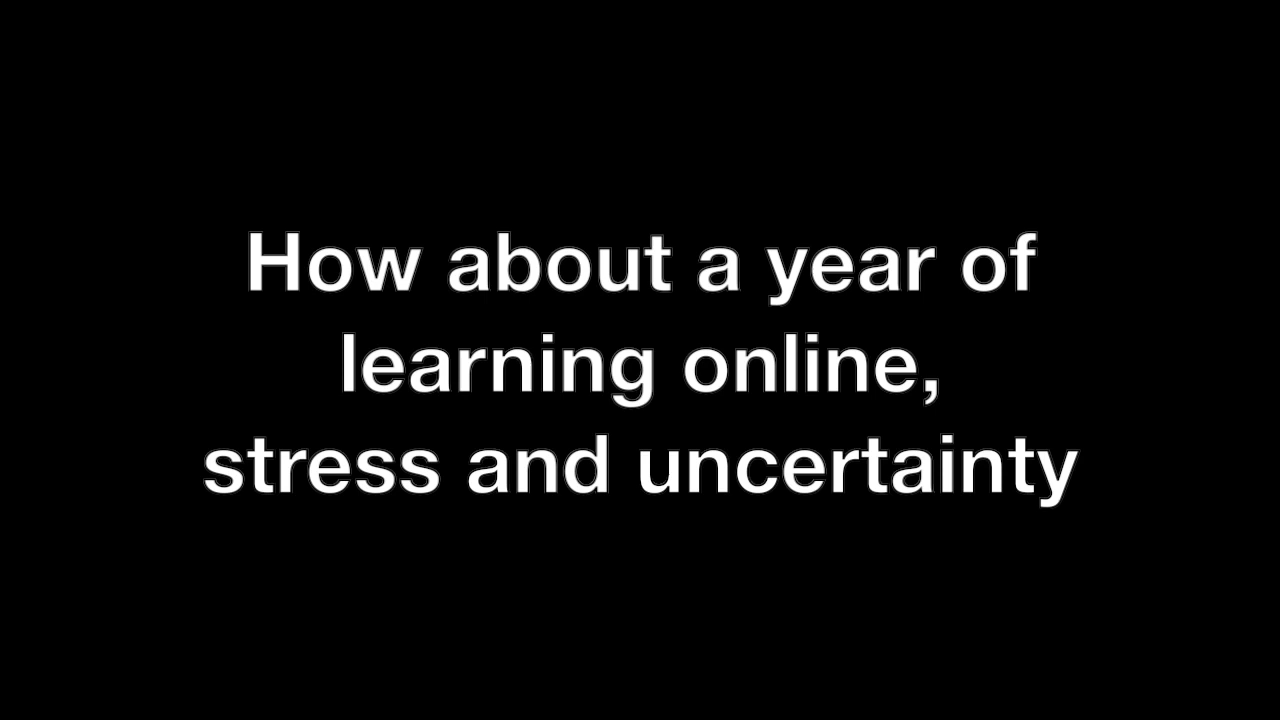 How about a year of
learning online,
stress and uncertainty